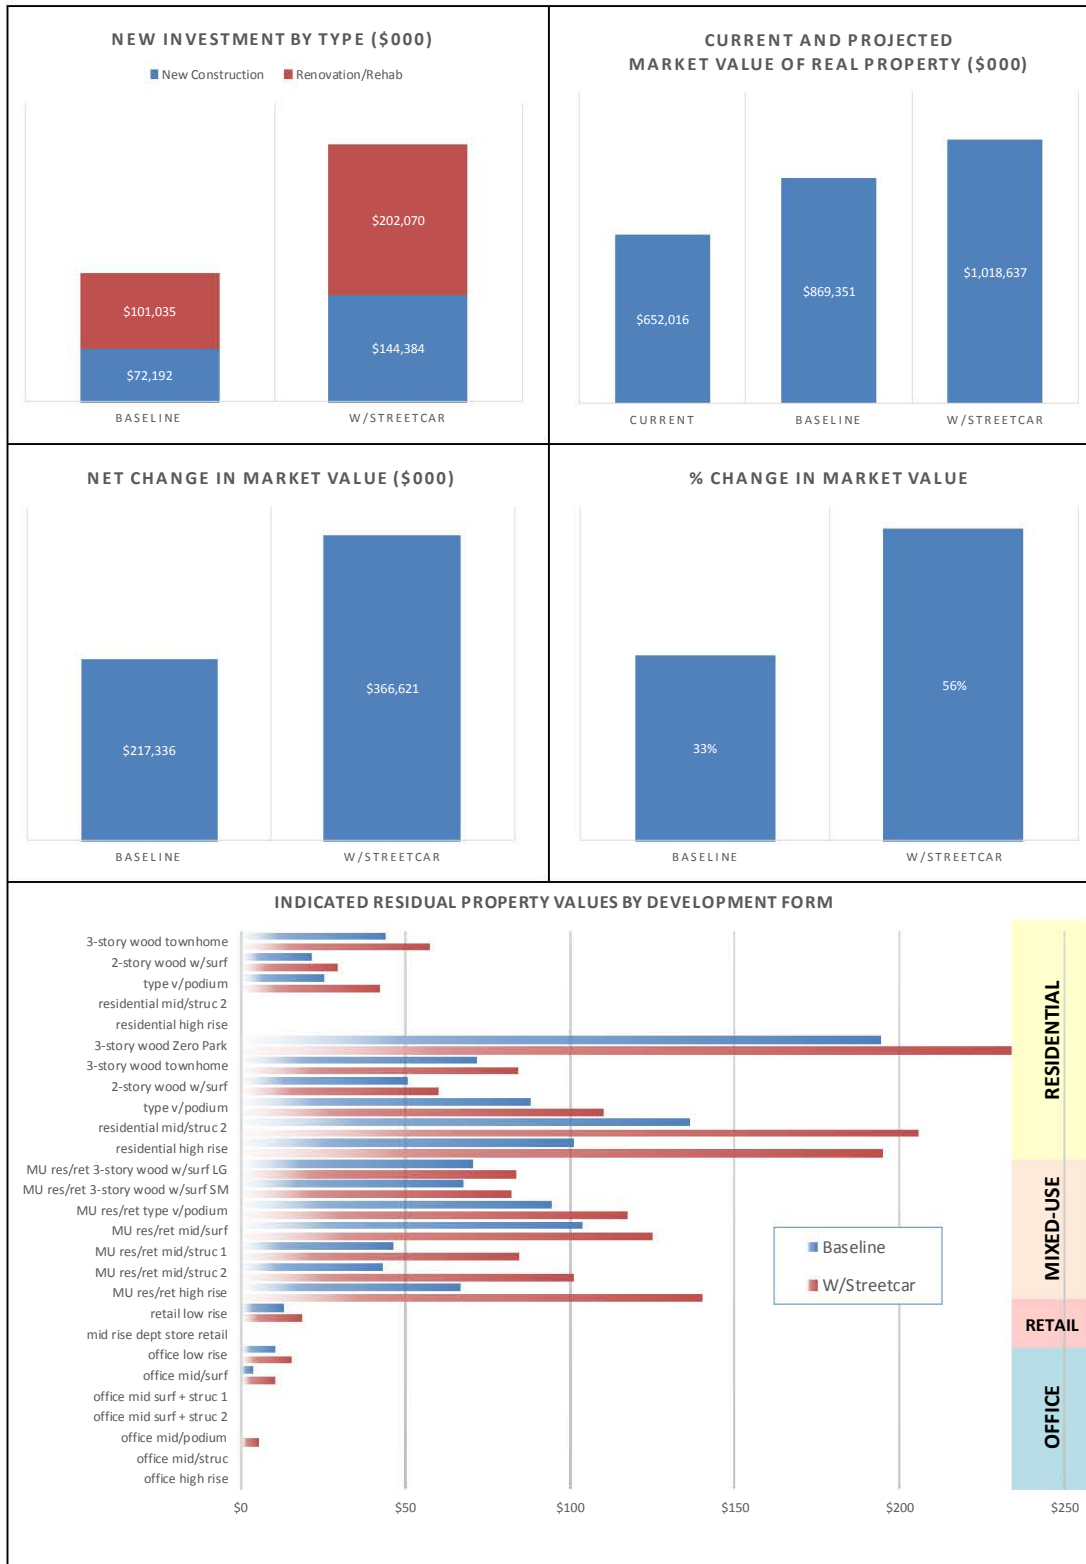 NEW INVESTMENT BY TYPE ($000)
New Construction Renovation/Rehab
$202,070
$101,035
$144,384
$72,192
BASELINE W/STREETCAR
CURRENT AND PROJECTED
MARKET VALUE OF REAL PROPERTY ($000)
$1,018,637
$869,351
$652,016
CURRENT BASELINE W/STREETCAR
NET CHANGE IN MARKET VALUE ($000)
$366,621
$217,336
BASELINE W/STREETCAR
% CHANGE IN MARKET VALUE
56%
33%
BASELINE W/STREETCAR
INDICATED RESIDUAL PROPERTY VALUES BY DEVELOPMENT FORM
3-story wood townhome
2-story wood w/surf
type v/podium
residential mid/struc 2
residential high rise
3-story wood Zero Park
3-story wood townhome
2-story wood w/surf
type v/podium
residential mid/struc 2
residential high rise
MU res/ret 3-story wood w/surf LG
MU res/ret 3-story wood w/surf SM
MU res/ret type v/podium
MU res/ret mid/surf
MU res/ret mid/struc 1
MU res/ret mid/struc 2
MU res/ret high rise
retail low rise
mid rise dept store retail
office low rise
office mid/surf
office mid surf + struc 1
office mid surf + struc 2
office mid/podium
office mid/struc
office high rise
Baseline
W/Streetcar
RESIDENTIAL
MIXED-USE
RETAIL
OFFICE
$0 $50 $100 $150 $200 $250